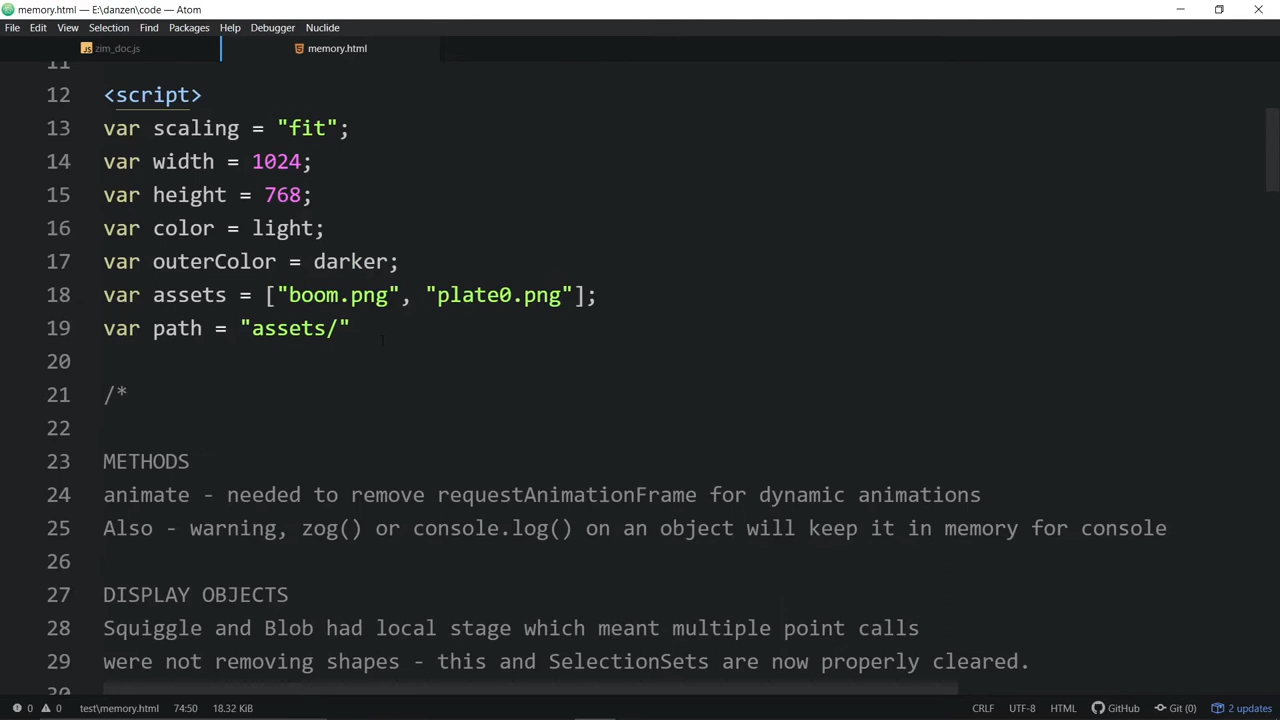 memory.html — E:\danzen\code — Atom
File Edit View Selection Find Packages Help Debugger Nuclide
zim_doc.js memory.html
11
12 <script>
13 var scaling = "fit";
14 var width = 1024;
15 var height = 768;
16 var color = light;
17 var outerColor = darker;
18 var assets = ["boom.png", "plate0.png"];
19 var path = "assets/"
20
21 /*
22
23 METHODS
24 animate - needed to remove requestAnimationFrame for dynamic animations
25 Also - warning, zog() or console.log() on an object will keep it in memory for console
26
27 DISPLAY OBJECTS
28 Squiggle and Blob had local stage which meant multiple point calls
29 were not removing shapes - this and SelectionSets are now properly cleared.
30
0 0 test\memory.html 74:50 18.32 KiB CRLF UTF-8 HTML GitHub Git (0) 2 updates